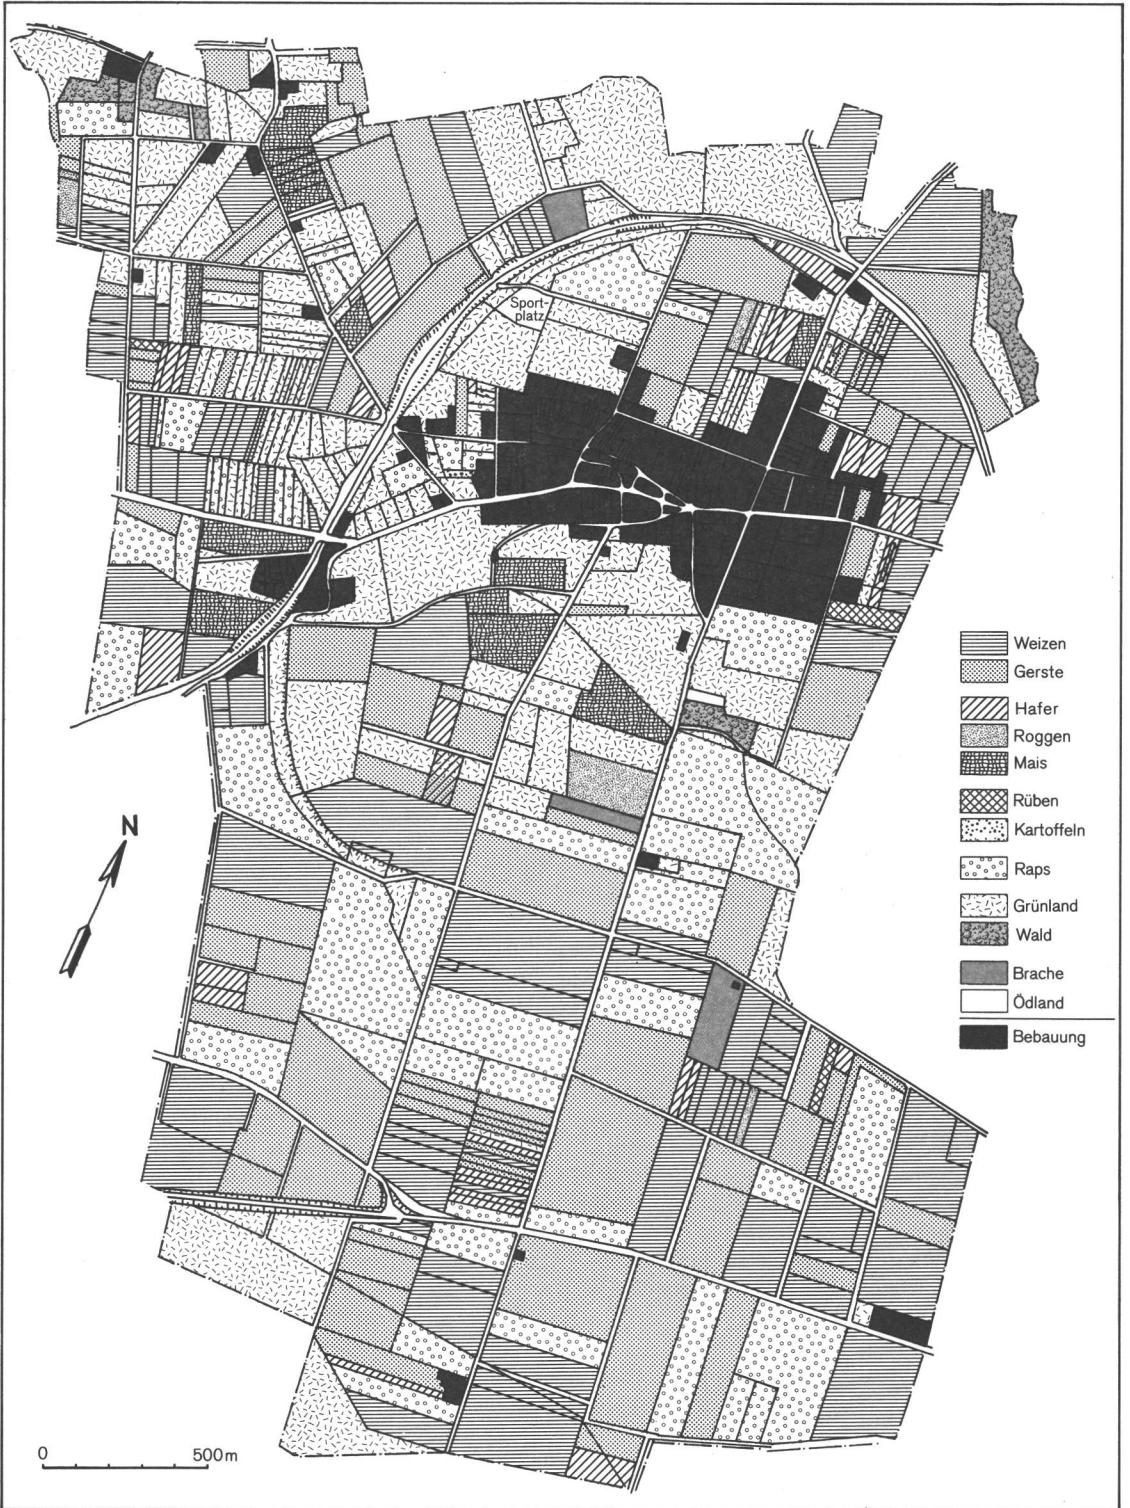 Sport-
platz
Weizen
Gerste
Hafer
Roggen
Mais
Rüben
Kartoffeln
Raps
Grünland
Wald
Brache
Ödland
Bebauung
N
0 500m